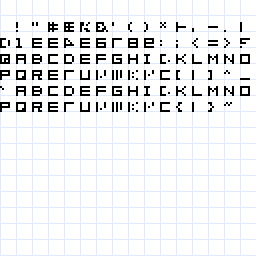 ! " # $ % & ' ( ) * + , - . /
0 1 2 3 4 5 6 7 8 9 : ; < = > ?
@ A B C D E F G H I J K L M N O
P Q R S T U V W X Y Z [ \ ] ^ _
` A B C D E F G H I J K L M N O
P Q R S T U V W X Y Z { | } ~